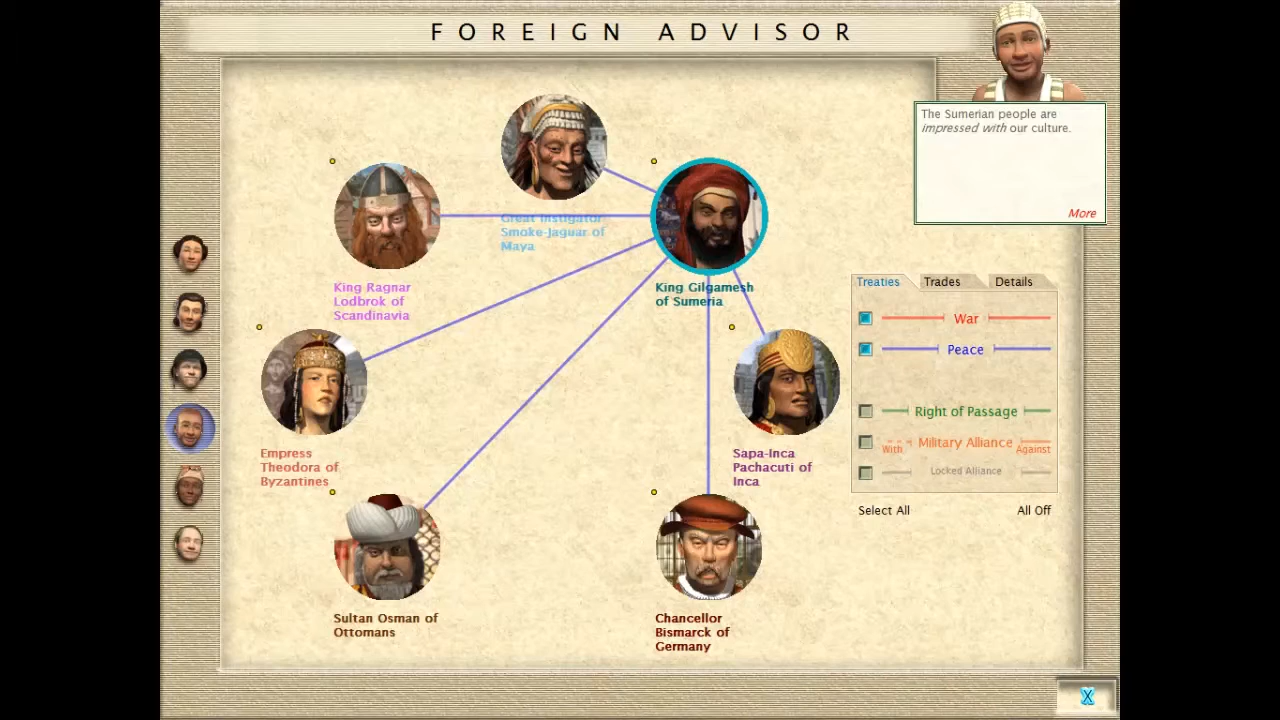 FOREIGN ADVISOR
The Sumerian people are
impressed with our culture.
More
Great Instigator
Smoke-Jaguar of
Maya
King Ragnar
Lodbrok of
Scandinavia
King Gilgamesh
of Sumeria
Treaties Trades Details
War
Peace
Right of Passage
Military Alliance
With Against
Locked Alliance
Select All All Off
Empress
Theodora of
Byzantines
Sapa-Inca
Pachacuti of
Inca
Sultan Osman of
Ottomans
Chancellor
Bismarck of
Germany
X